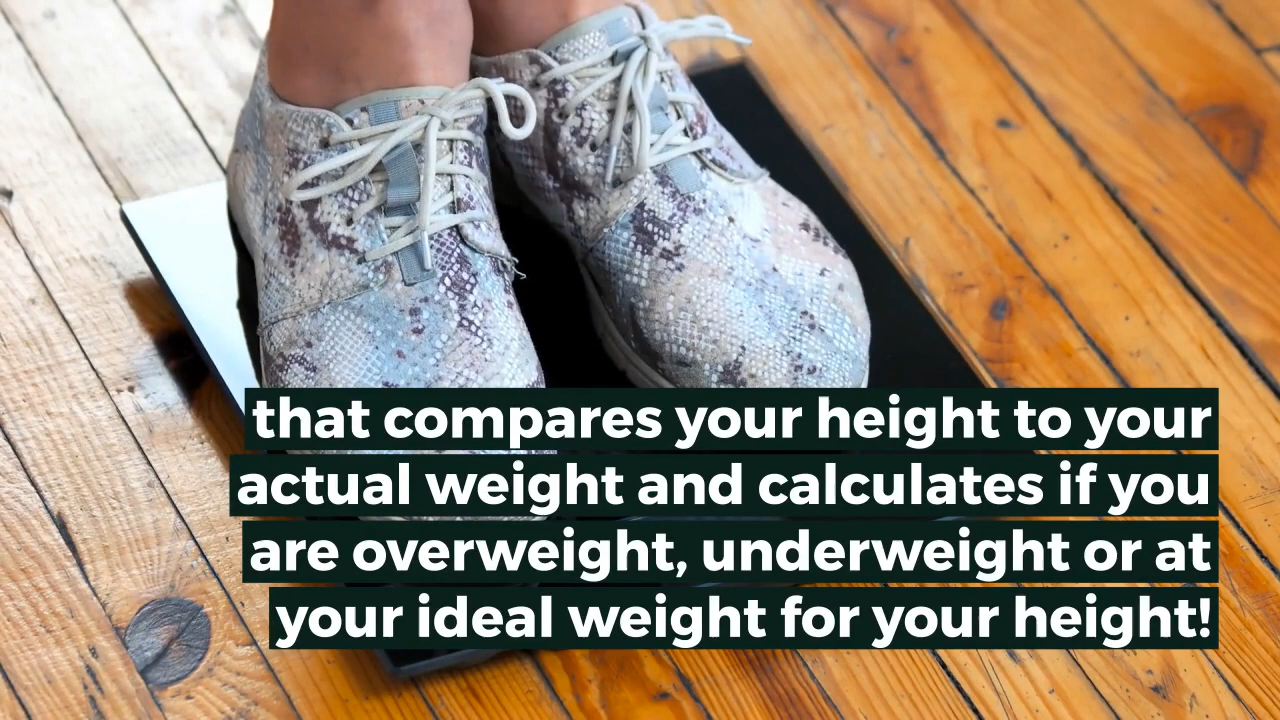 that compares your height to your
actual weight and calculates if you
are overweight, underweight or at
your ideal weight for your height!